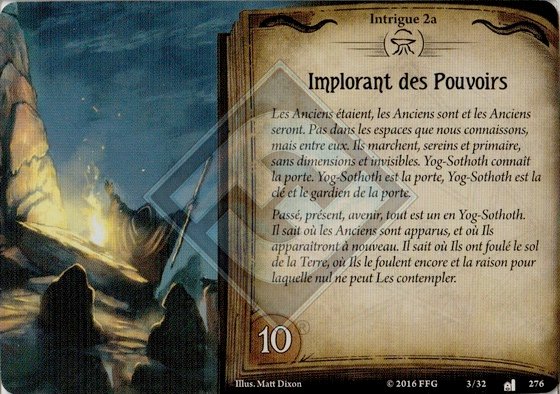 Intrigue 2a
Implorant des Pouvoirs
Les Anciens étaient, les Anciens sont et les Anciens
seront. Pas dans les espaces que nous connaissons,
mais entre eux. Ils marchent, sereins et primaire,
sans dimensions et invisibles. Yog-Sothoth connaît
la porte. Yog-Sothoth est la porte, Yog-Sothoth est la
clé et le gardien de la porte.
Passé, présent, avenir, tout est un en Yog-Sothoth.
Il sait où les Anciens sont apparus, et où Ils
apparaîtront à nouveau. Il sait où Ils ont foulé le sol
de la Terre, où Ils le foulent encore et la raison pour
laquelle nul ne peut Les contempler.
10
Illus. Matt Dixon © 2016 FFG 3/32 276